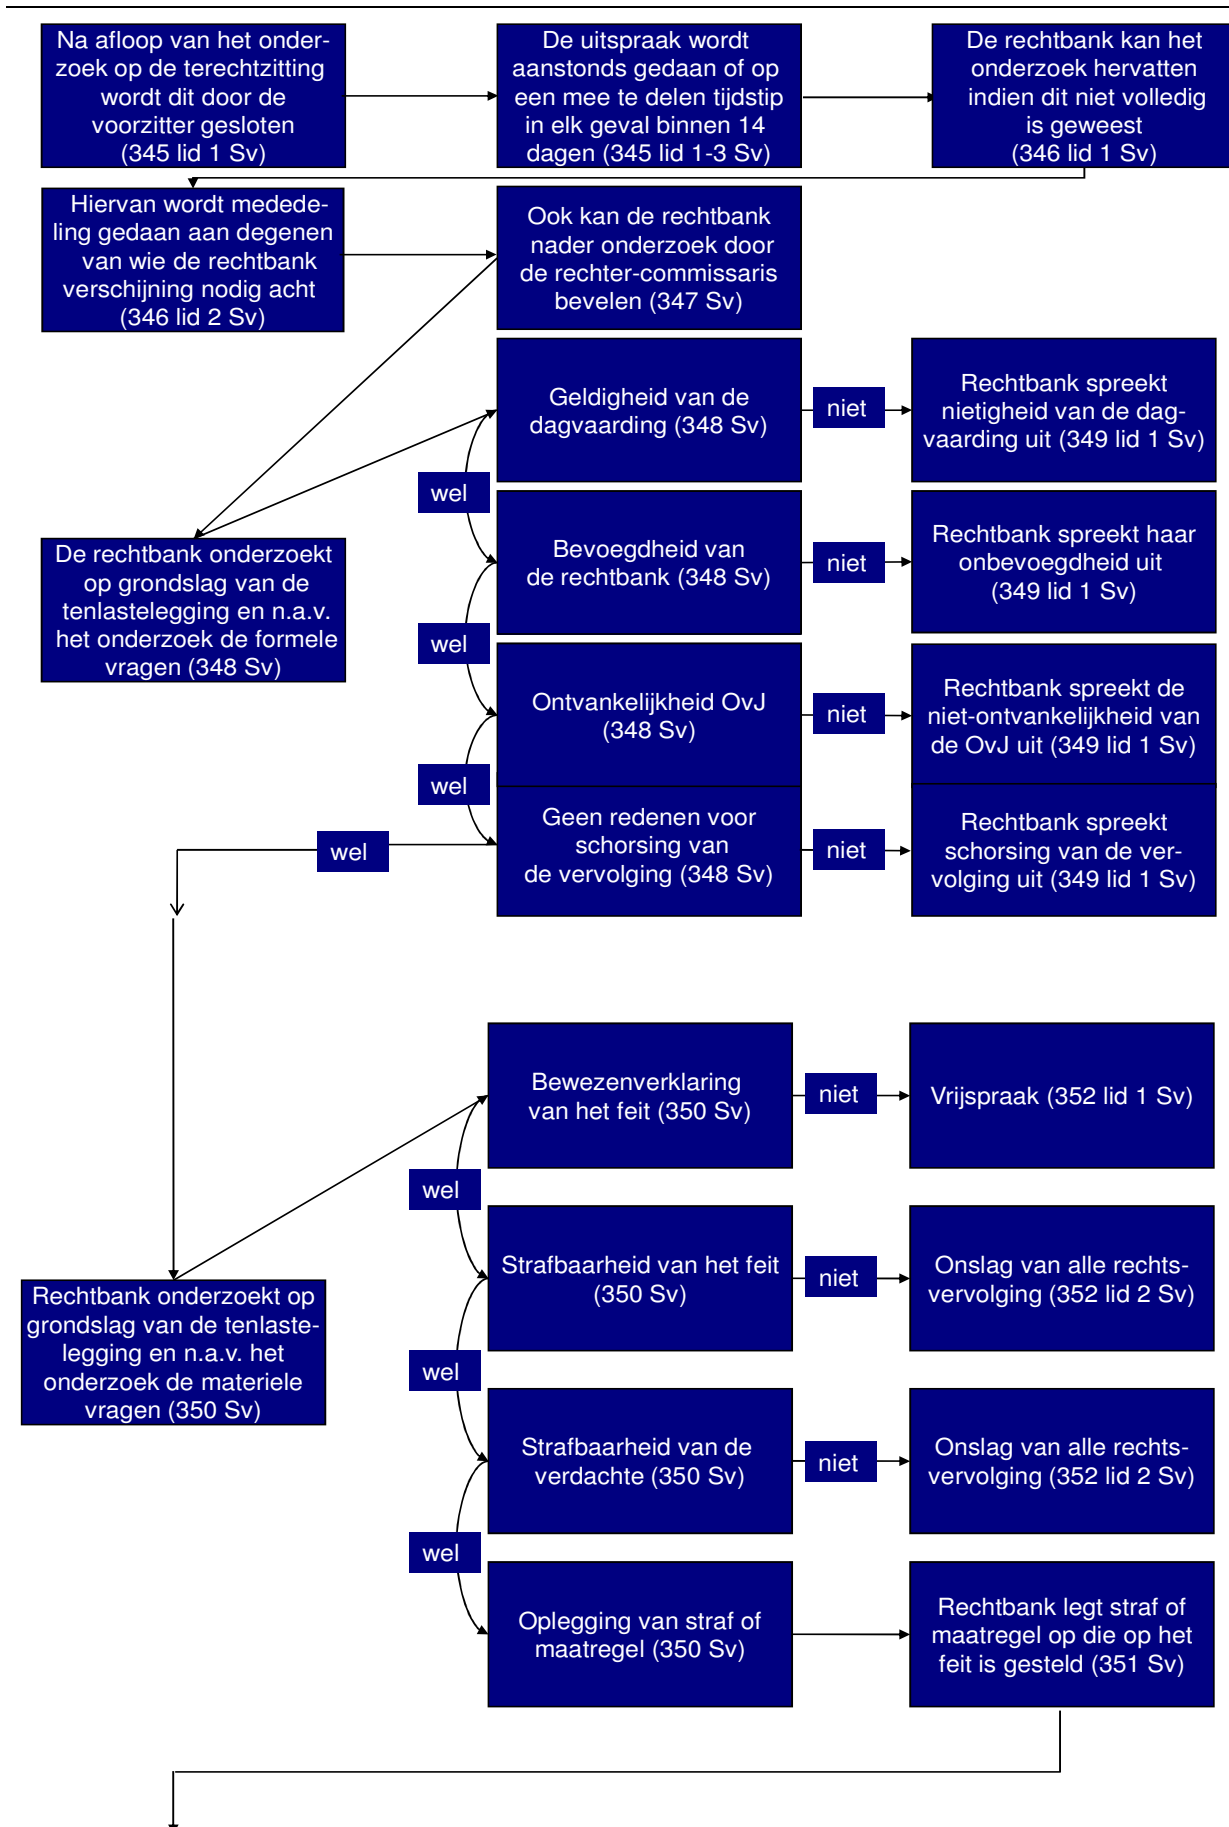 Na afloop van het onder-
zoek op de terechtzitting
wordt dit door de
voorzitter gesloten
(345 lid 1 Sv)
De uitspraak wordt
aanstonds gedaan of op
een mee te delen tijdstip
in elk geval binnen 14
dagen (345 lid 1-3 Sv)
De rechtbank kan het
onderzoek hervatten
indien dit niet volledig
is geweest
(346 lid 1 Sv)
Hiervan wordt medede-
ling gedaan aan degenen
van wie de rechtbank
verschijning nodig acht
(346 lid 2 Sv)
Ook kan de rechtbank
nader onderzoek door
de rechter-commissaris
bevelen (347 Sv)
De rechtbank onderzoekt
op grondslag van de
tenlastelegging en n.a.v.
het onderzoek de formele
vragen (348 Sv)
Geldigheid van de
dagvaarding (348 Sv)
niet
Rechtbank spreekt
nietigheid van de dag-
vaarding uit (349 lid 1 Sv)
wel
Bevoegdheid van
de rechtbank (348 Sv)
niet
Rechtbank spreekt haar
onbevoegdheid uit
(349 lid 1 Sv)
wel
Ontvankelijkheid OvJ
(348 Sv)
niet
Rechtbank spreekt de
niet-ontvankelijkheid van
de OvJ uit (349 lid 1 Sv)
wel
Geen redenen voor
schorsing van
de vervolging (348 Sv)
niet
Rechtbank spreekt
schorsing van de ver-
volging uit (349 lid 1 Sv)
wel
Rechtbank onderzoekt op
grondslag van de tenlaste-
legging en n.a.v. het
onderzoek de materiele
vragen (350 Sv)
Bewezenverklaring
van het feit (350 Sv)
niet
Vrijspraak (352 lid 1 Sv)
wel
Strafbaarheid van het feit
(350 Sv)
niet
Onslag van alle rechts-
vervolging (352 lid 2 Sv)
wel
Strafbaarheid van de
verdachte (350 Sv)
niet
Onslag van alle rechts-
vervolging (352 lid 2 Sv)
wel
Oplegging van straf of
maatregel (350 Sv)
Rechtbank legt straf of
maatregel op die op het
feit is gesteld (351 Sv)